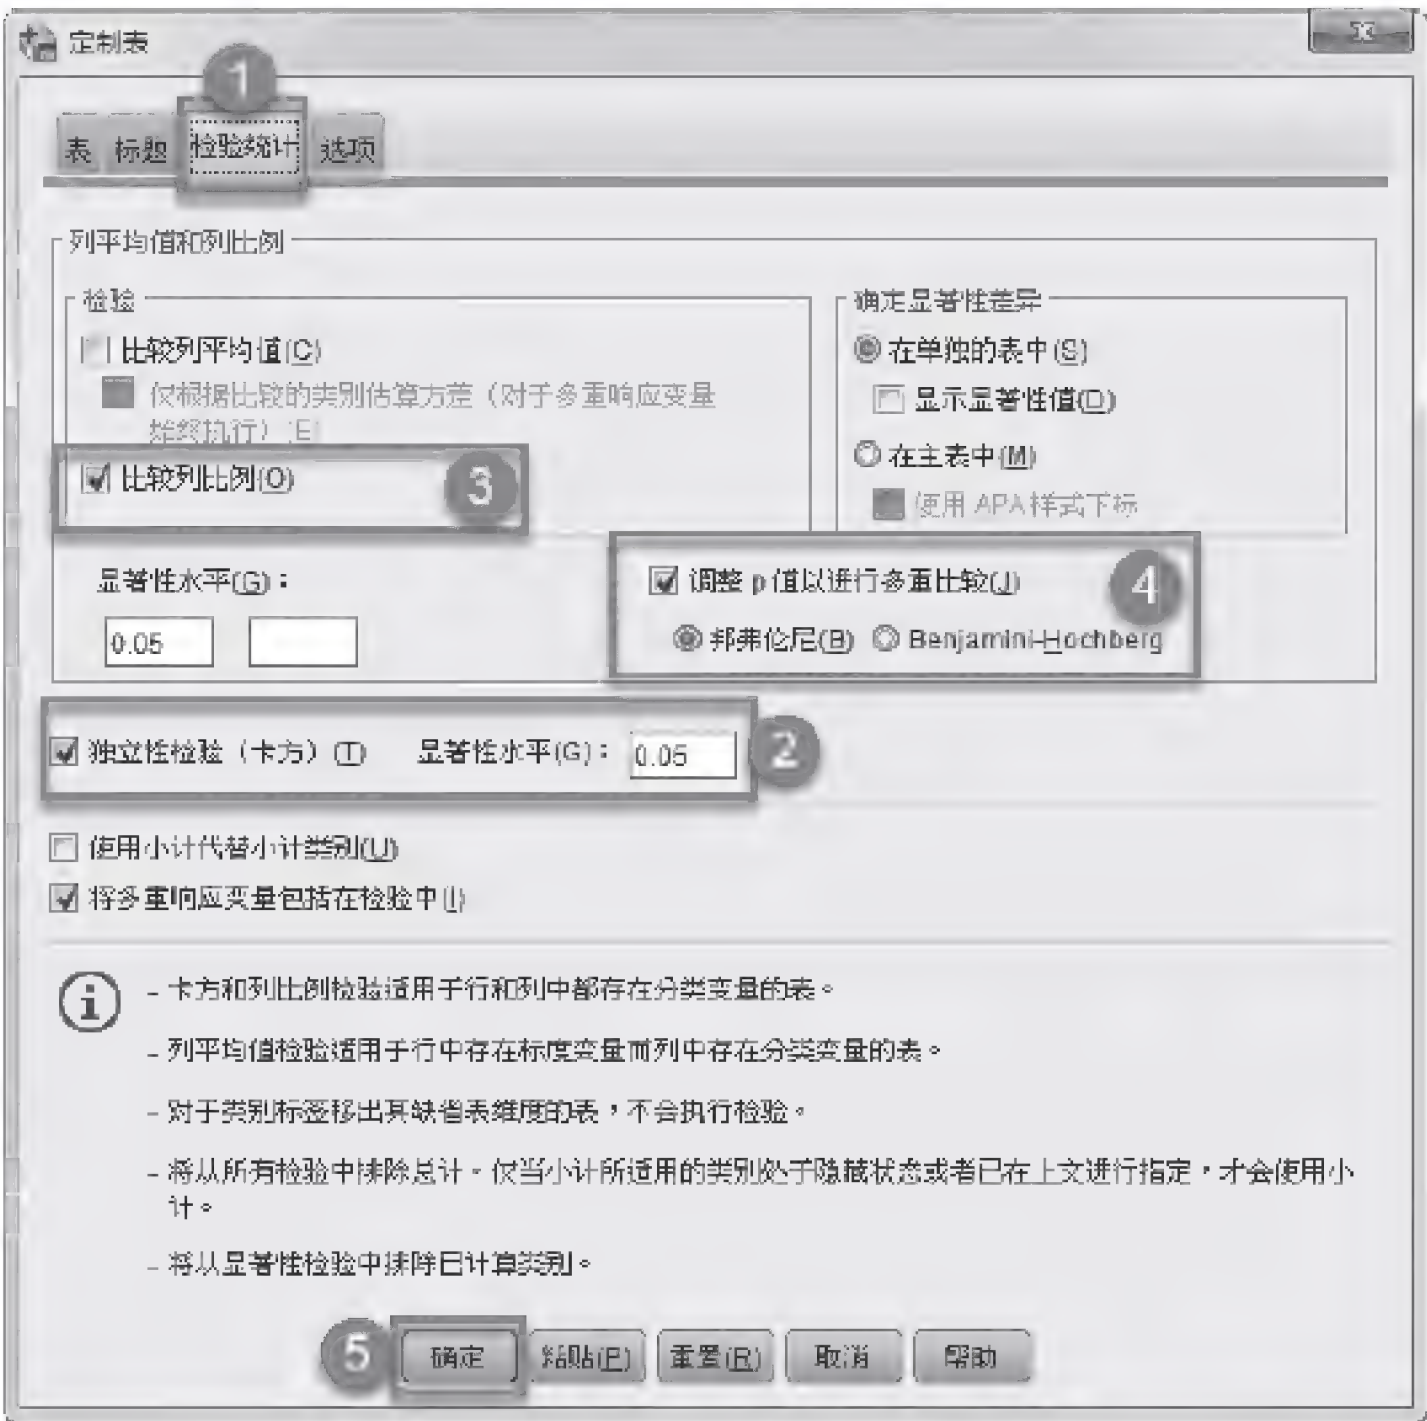 定制表
1
表 标题 检验统计 选项
列平均值和列比例
检验
比较列平均值(C)
仅根据比较的类别估算方差（对于多重响应变量
始终执行）(E)
比较列比例(O)
3
确定显著性差异
在单独的表中(S)
显示显著性值(D)
在主表中(M)
使用 APA 样式下标
显著性水平(G)：
0.05
调整 p 值以进行多重比较(J)
4
邦弗伦尼(B) Benjamini-Hochberg
独立性检验（卡方）(T) 显著性水平(G)： 0.05
2
使用小计代替小计类别(U)
将多重响应变量包括在检验中(I)
- 卡方和列比例检验适用于行和列中都存在分类变量的表。
- 列平均值检验适用于行中存在标度变量而列中存在分类变量的表。
- 对于类别标签移出其缺省表维度的表，不会执行检验。
- 将从所有检验中排除总计。仅当小计所适用的类别处于隐藏状态或者已在上文进行指定，才会使用小
计。
- 将从显著性检验中排除已计算类别。
5
确定 粘贴(P) 重置(R) 取消 帮助